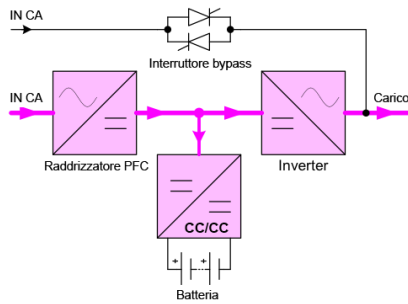 IN CA
Interruttore bypass
IN CA
Carico
Raddrizzatore PFC
Inverter
CC/CC
+
+
Batteria